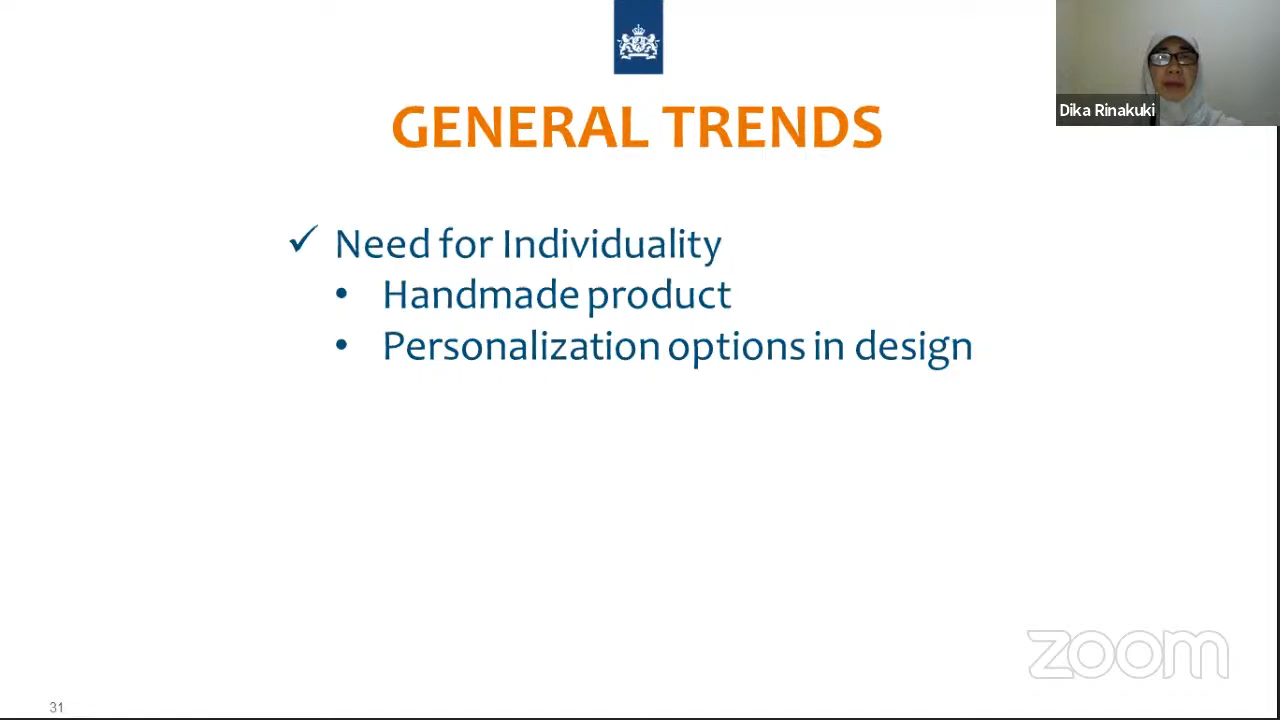 GENERAL TRENDS
Dika Rinakuki
✓ Need for Individuality
• Handmade product
• Personalization options in design
zoom
31